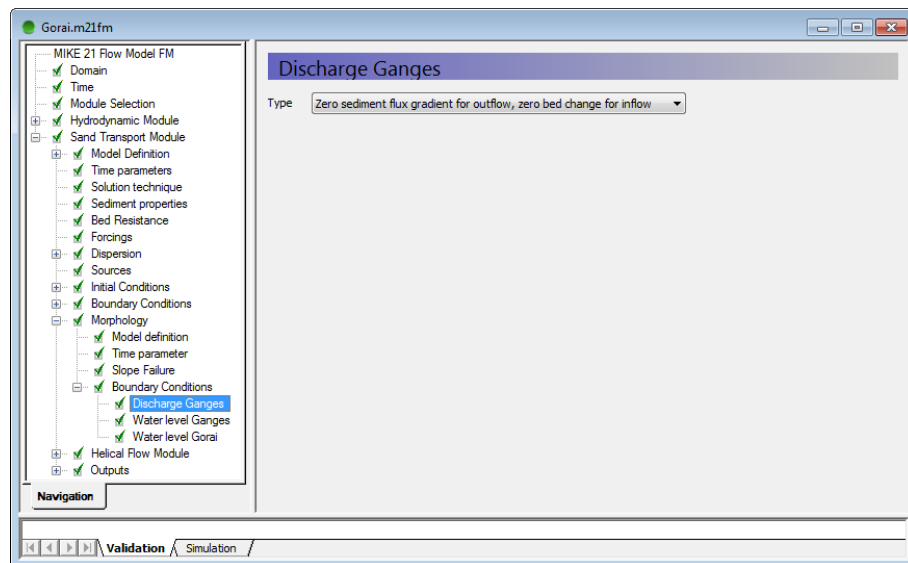 Gorai.m21fm
MIKE 21 Flow Model FM
Domain
Time
Module Selection
Hydrodynamic Module
Sand Transport Module
Model Definition
Time parameters
Solution technique
Sediment properties
Bed Resistance
Forcings
Dispersion
Sources
Initial Conditions
Boundary Conditions
Morphology
Model definition
Time parameter
Slope Failure
Boundary Conditions
Discharge Ganges
Water level Ganges
Water level Gorai
Helical Flow Module
Outputs
Navigation
Discharge Ganges
Type Zero sediment flux gradient for outflow, zero bed change for inflow
Validation Simulation